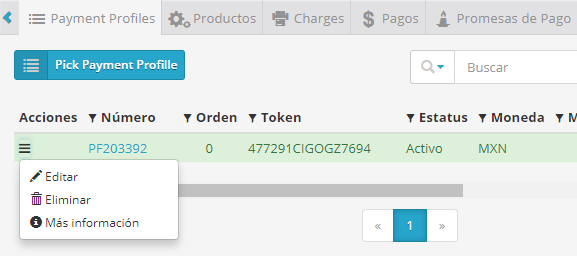 Payment Profiles Productos Charges Pagos Promesas de Pago
Pick Payment Profille Buscar
Acciones Número Orden Token Estatus Moneda M
PF203392 0 477291CIGOGZ7694 Activo MXN
Editar
Eliminar
Más información
« 1 »